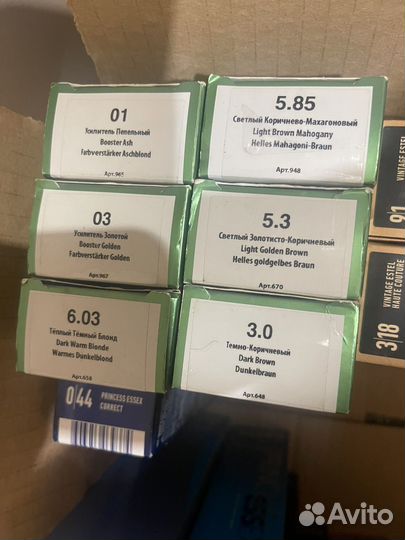 01
Усилитель Пепельный
Booster Ash
Farbverstärker Aschblond
Арт.965
5.85
Светлый Коричнево-Махагоновый
Light Brown Mahogany
Helles Mahagoni-Braun
Арт.948
03
Усилитель Золотой
Booster Golden
Farbverstärker Golden
Арт.967
5.3
Светлый Золотисто-Коричневый
Light Golden Brown
Helles goldgelbes Braun
Арт.670
6.03
Тёплый Тёмный Блонд
Dark Warm Blonde
Warmes Dunkelblond
Арт.658
3.0
Темно-Коричневый
Dark Brown
Dunkelbraun
Арт.648
0/44
PRINCESS ESSEX
CORRECT
9/1
VINTAGE ESTEL
3/18
VINTAGE ESTEL
HAUTE COUTURE
Avito